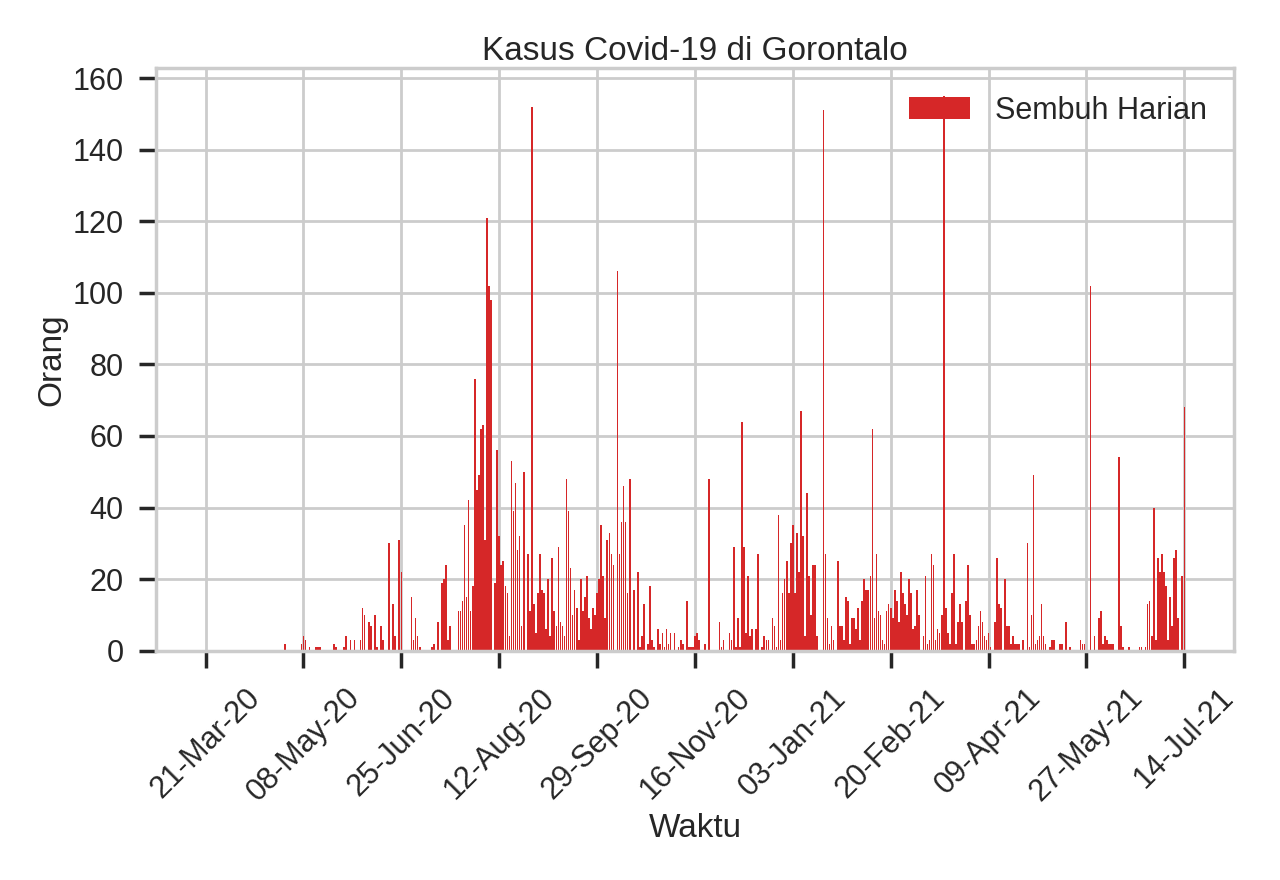 Kasus Covid-19 di Gorontalo
Sembuh Harian
160
140
120
100
80
60
40
20
0
Orang
21-Mar-20
08-May-20
25-Jun-20
12-Aug-20
29-Sep-20
16-Nov-20
03-Jan-21
20-Feb-21
09-Apr-21
27-May-21
14-Jul-21
Waktu